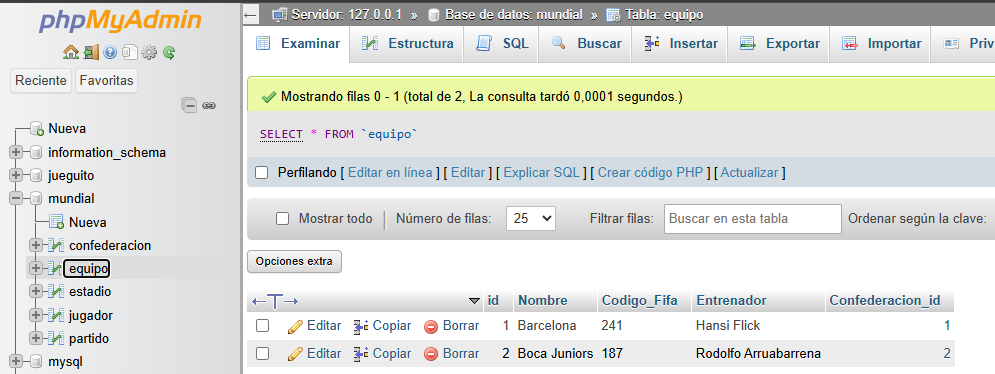 phpMyAdmin
Reciente Favoritas
Nueva
information_schema
jueguito
mundial
Nueva
confederacion
equipo
estadio
jugador
partido
mysql
Servidor: 127.0.0.1 » Base de datos: mundial » Tabla: equipo
Examinar Estructura SQL Buscar Insertar Exportar Importar Priv
Mostrando filas 0 - 1 (total de 2, La consulta tardó 0,0001 segundos.)
SELECT * FROM `equipo`
Perfilando [ Editar en línea ] [ Editar ] [ Explicar SQL ] [ Crear código PHP ] [ Actualizar ]
Mostrar todo Número de filas: 25 Filtrar filas: Buscar en esta tabla Ordenar según la clave:
Opciones extra
←T→ id Nombre Codigo_Fifa Entrenador Confederacion_id
Editar Copiar Borrar 1 Barcelona 241 Hansi Flick 1
Editar Copiar Borrar 2 Boca Juniors 187 Rodolfo Arruabarrena 2